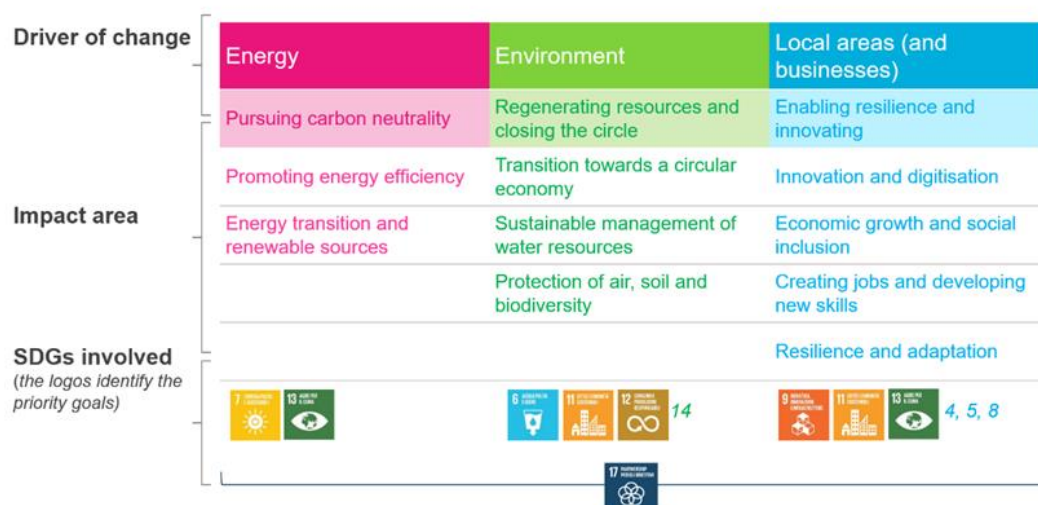 Driver of change
Energy
Environment
Local areas (and
businesses)
Pursuing carbon neutrality
Regenerating resources and
closing the circle
Enabling resilience and
innovating
Impact area
Promoting energy efficiency
Transition towards a circular
economy
Innovation and digitisation
Energy transition and
renewable sources
Sustainable management of
water resources
Economic growth and social
inclusion
Protection of air, soil and
biodiversity
Creating jobs and developing
new skills
Resilience and adaptation
SDGs involved
(the logos identify the
priority goals)
7
13
6
11
12
14
9
11
13
4, 5, 8
17